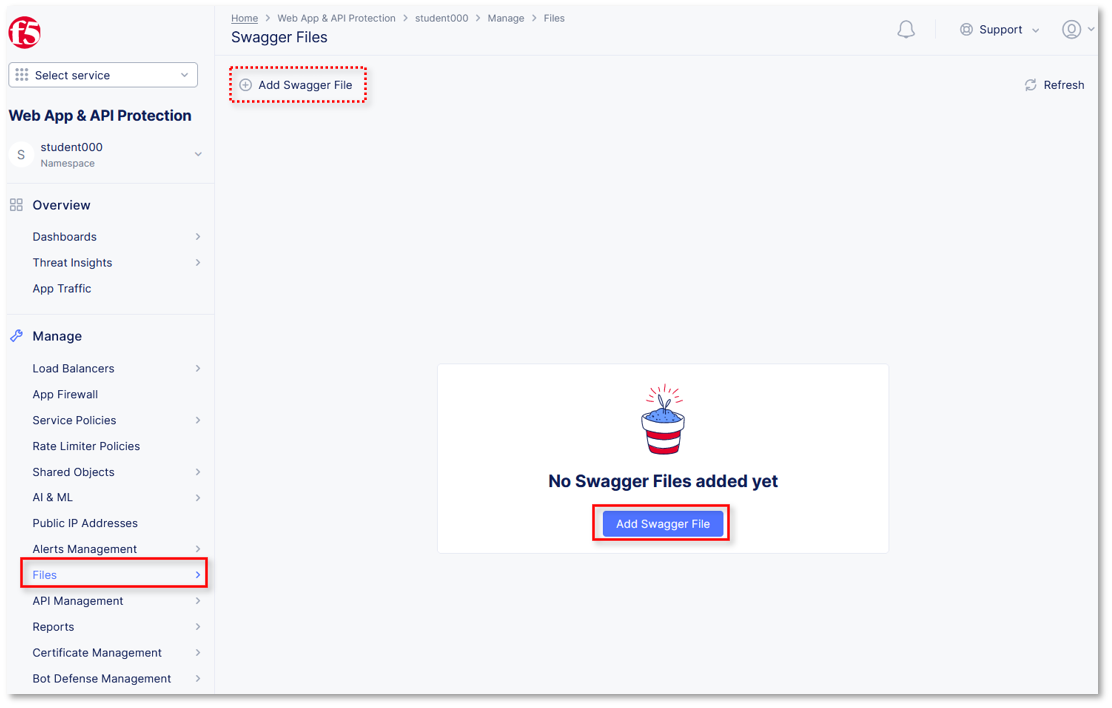 f5
Home > Web App & API Protection > student000 > Manage > Files
Swagger Files
Support
Select service
Add Swagger File
Refresh
Web App & API Protection
S
student000
Namespace
Overview
Dashboards
Threat Insights
App Traffic
Manage
Load Balancers
App Firewall
Service Policies
Rate Limiter Policies
Shared Objects
AI & ML
Public IP Addresses
Alerts Management
Files
API Management
Reports
Certificate Management
Bot Defense Management
No Swagger Files added yet
Add Swagger File